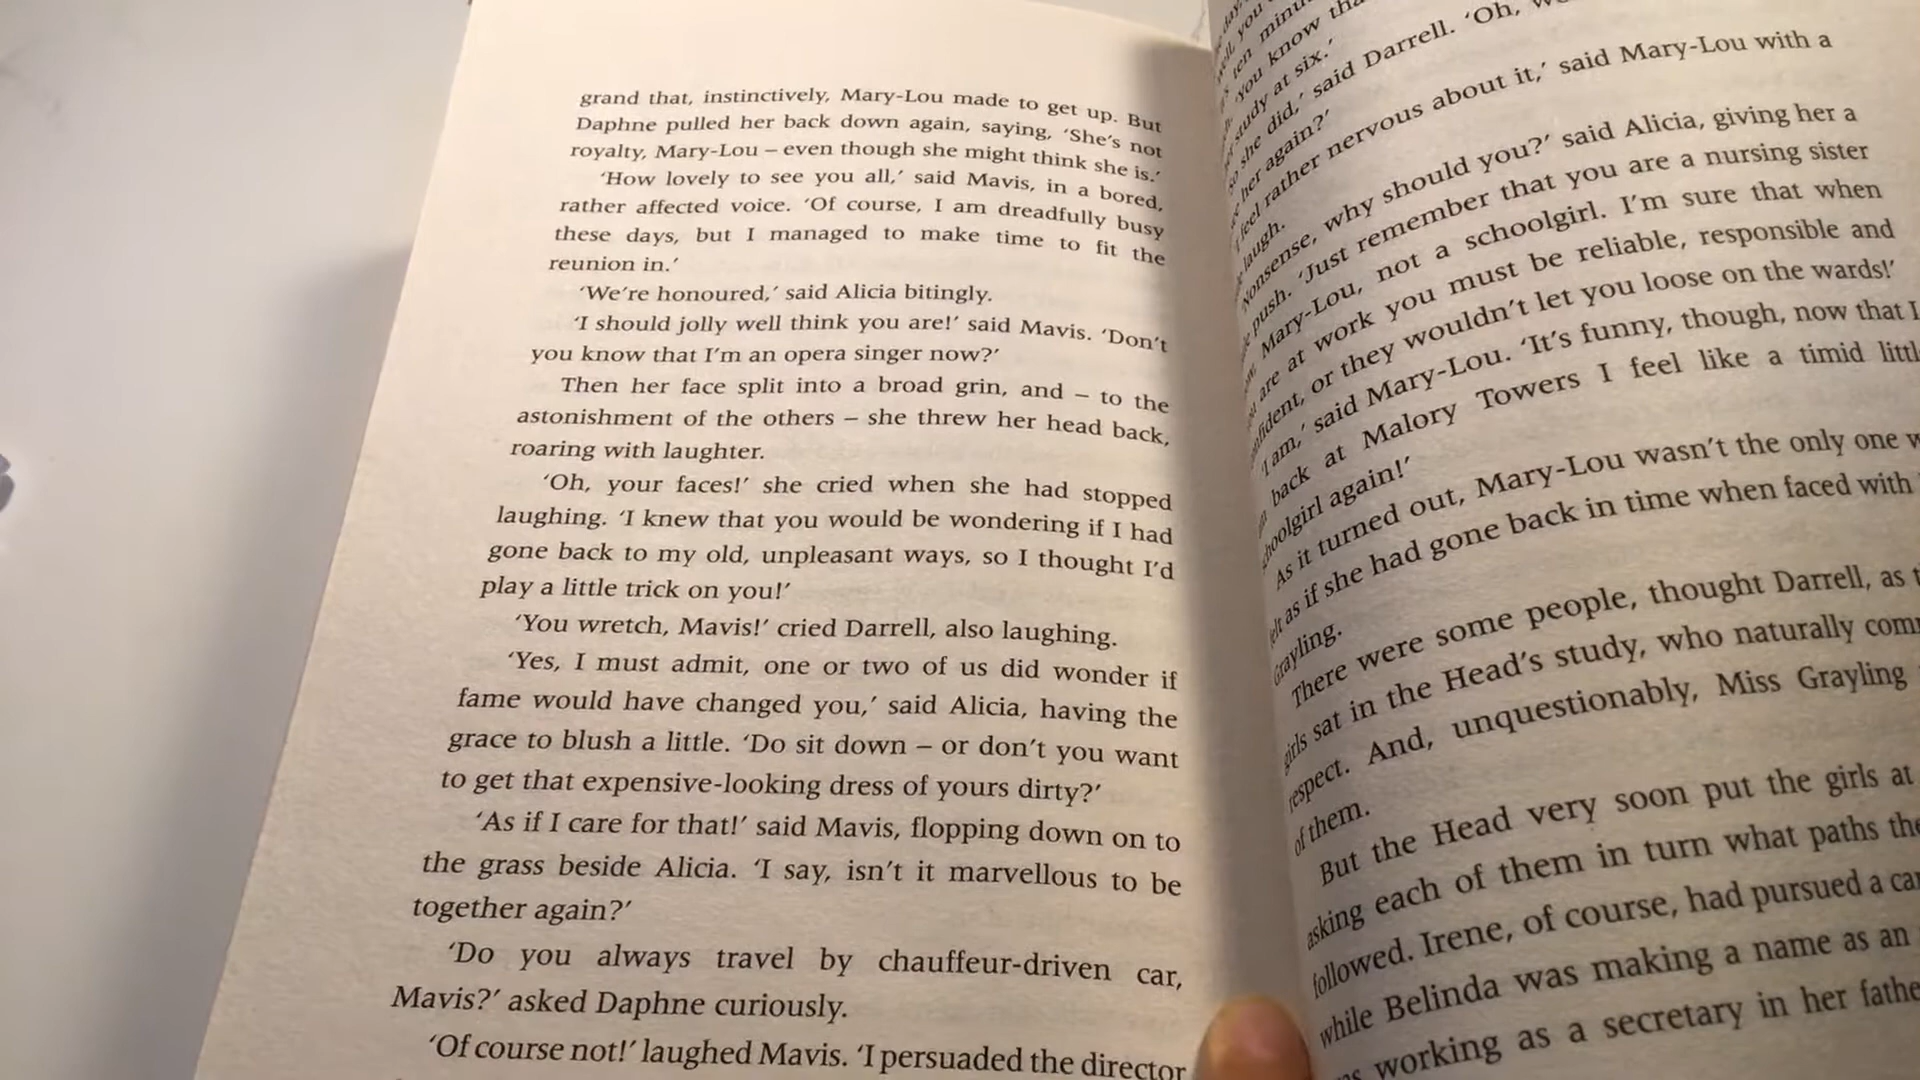 grand that, instinctively, Mary-Lou made to get up. But
Daphne pulled her back down again, saying, ‘She’s not
royalty, Mary-Lou – even though she might think she is.’
‘How lovely to see you all,’ said Mavis, in a bored,
rather affected voice. ‘Of course, I am dreadfully busy
these days, but I managed to make time to fit the
reunion in.’
‘We’re honoured,’ said Alicia bitingly.
‘I should jolly well think you are!’ said Mavis. ‘Don’t
you know that I’m an opera singer now?’
Then her face split into a broad grin, and – to the
astonishment of the others – she threw her head back,
roaring with laughter.
‘Oh, your faces!’ she cried when she had stopped
laughing. ‘I knew that you would be wondering if I had
gone back to my old, unpleasant ways, so I thought I’d
play a little trick on you!’
‘You wretch, Mavis!’ cried Darrell, also laughing.
‘Yes, I must admit, one or two of us did wonder if
fame would have changed you,’ said Alicia, having the
grace to blush a little. ‘Do sit down – or don’t you want
to get that expensive-looking dress of yours dirty?’
‘As if I care for that!’ said Mavis, flopping down on to
the grass beside Alicia. ‘I say, isn’t it marvellous to be
together again?’
‘Do you always travel by chauffeur-driven car,
Mavis?’ asked Daphne curiously.
‘Of course not!’ laughed Mavis. ‘I persuaded the director
you know
study at six.’
she did,’ said Darrell. ‘Oh,
her again?’
feel rather nervous about it,’ said Mary-Lou with a
laugh.
Nonsense, why should you?’ said Alicia, giving her a
push. ‘Just remember that you are a nursing sister
Mary-Lou, not a schoolgirl. I’m sure that when
are at work you must be reliable, responsible and
or they wouldn’t let you loose on the wards!’
‘I am,’ said Mary-Lou. ‘It’s funny, though, now that I
back at Malory Towers I feel like a timid
again!’
As it turned out, Mary-Lou wasn’t the only one
as if she had gone back in time when faced with
Grayling.
There were some people, thought Darrell, as
girls sat in the Head’s study, who naturally
respect. And, unquestionably, Miss Grayling
of them.
But the Head very soon put the girls at
asking each of them in turn what paths
followed. Irene, of course, had pursued a
while Belinda was making a name as an
working as a secretary in her